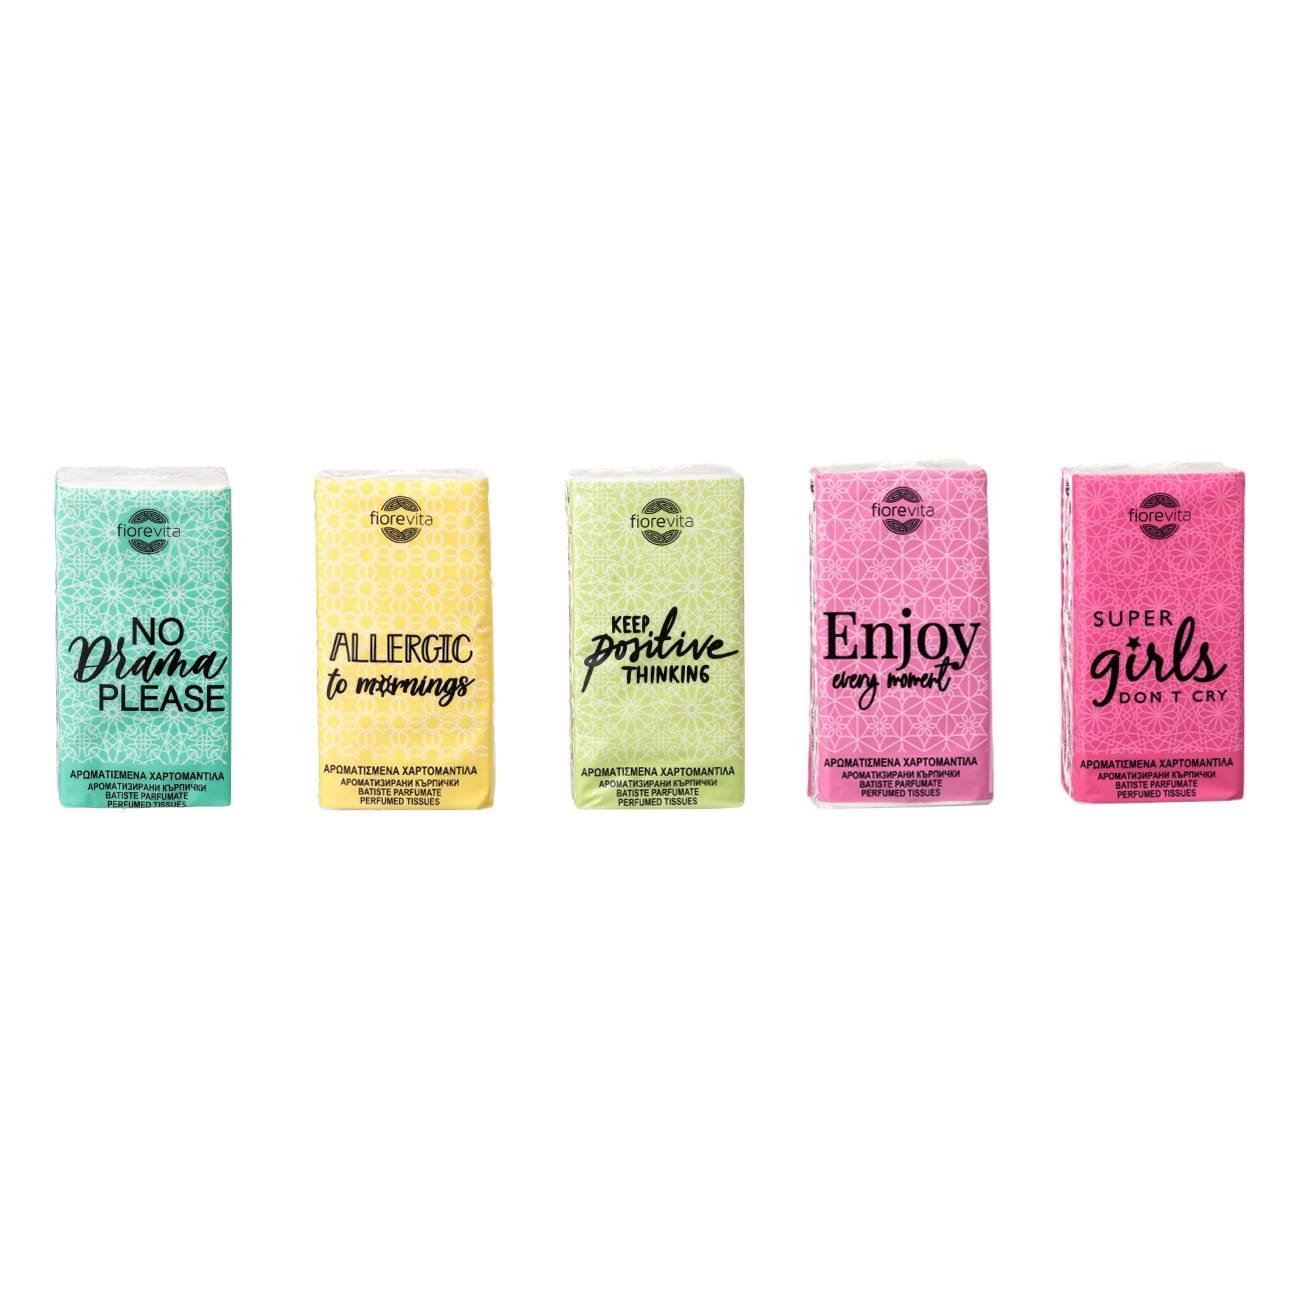 fiorevita
NO
Drama
PLEASE
ΑΡΩΜΑΤΙΣΜΕΝΑ ΧΑΡΤΟΜΑΝΤΙΛΑ
АРОМАТИЗИРАНИ КЪРПИЧКИ
BATISTE PARFUMATE
PERFUMED TISSUES
fiorevita
ALLERGIC
to mornings
ΑΡΩΜΑΤΙΣΜΕΝΑ ΧΑΡΤΟΜΑΝΤΙΛΑ
АРОМАТИЗИРАНИ КЪРПИЧКИ
BATISTE PARFUMATE
PERFUMED TISSUES
fiorevita
KEEP
positive
THINKING
ΑΡΩΜΑΤΙΣΜΕΝΑ ΧΑΡΤΟΜΑΝΤΙΛΑ
АРОМАТИЗИРАНИ КЪРПИЧКИ
BATISTE PARFUMATE
PERFUMED TISSUES
fiorevita
Enjoy
every moment
ΑΡΩΜΑΤΙΣΜΕΝΑ ΧΑΡΤΟΜΑΝΤΙΛΑ
АРОМАТИЗИРАНИ КЪРПИЧКИ
BATISTE PARFUMATE
PERFUMED TISSUES
fiorevita
SUPER
girls
DON T CRY
ΑΡΩΜΑΤΙΣΜΕΝΑ ΧΑΡΤΟΜΑΝΤΙΛΑ
АРОМАТИЗИРАНИ КЪРПИЧКИ
BATISTE PARFUMATE
PERFUMED TISSUES